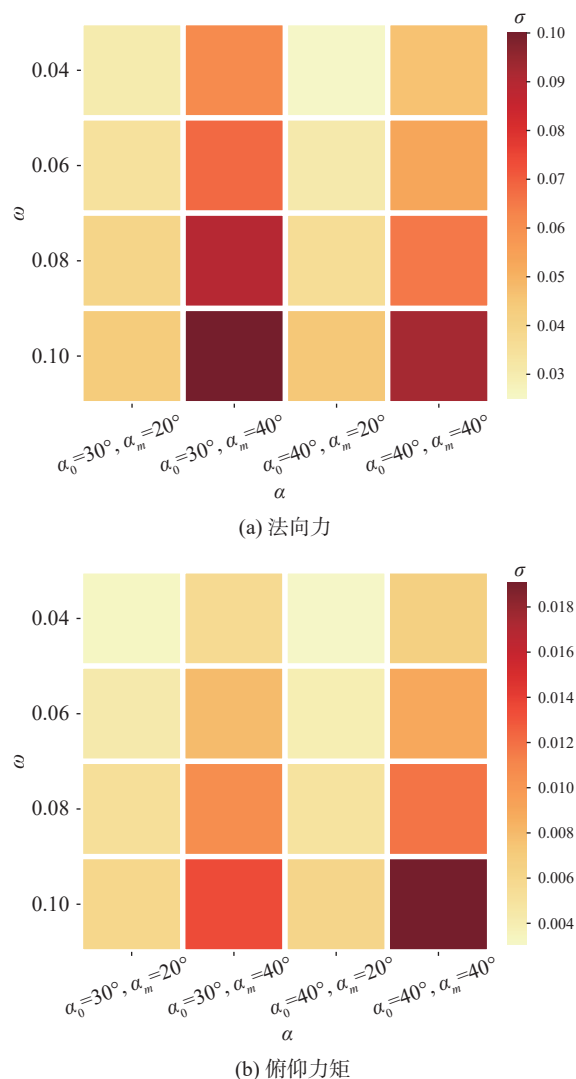 σ
0.10
0.09
0.08
0.07
0.06
0.05
0.04
0.03
0.04
0.06
0.08
0.10
ω
α₀=30°, αₘ=20°
α₀=30°, αₘ=40°
α₀=40°, αₘ=20°
α₀=40°, αₘ=40°
α
(a) 法向力
σ
0.018
0.016
0.014
0.012
0.010
0.008
0.006
0.004
0.04
0.06
0.08
0.10
ω
α₀=30°, αₘ=20°
α₀=30°, αₘ=40°
α₀=40°, αₘ=20°
α₀=40°, αₘ=40°
α
(b) 俯仰力矩